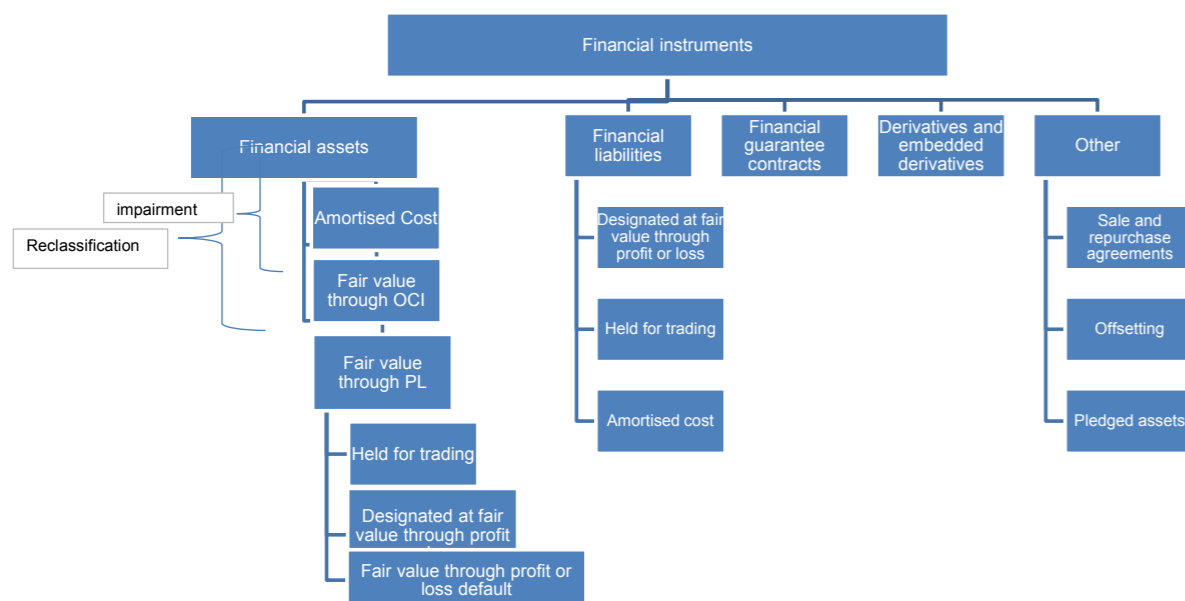 Financial instruments
Financial assets
Financial
liabilities
Financial
guarantee
contracts
Derivatives and
embedded
derivatives
Other
impairment
Reclassification
Amortised Cost
Fair value
through OCI
Fair value
through PL
Held for trading
Designated at fair
value through profit
Fair value through profit or
loss default
Designated at fair
value through
profit or loss
Held for trading
Amortised cost
Sale and
repurchase
agreements
Offsetting
Pledged assets